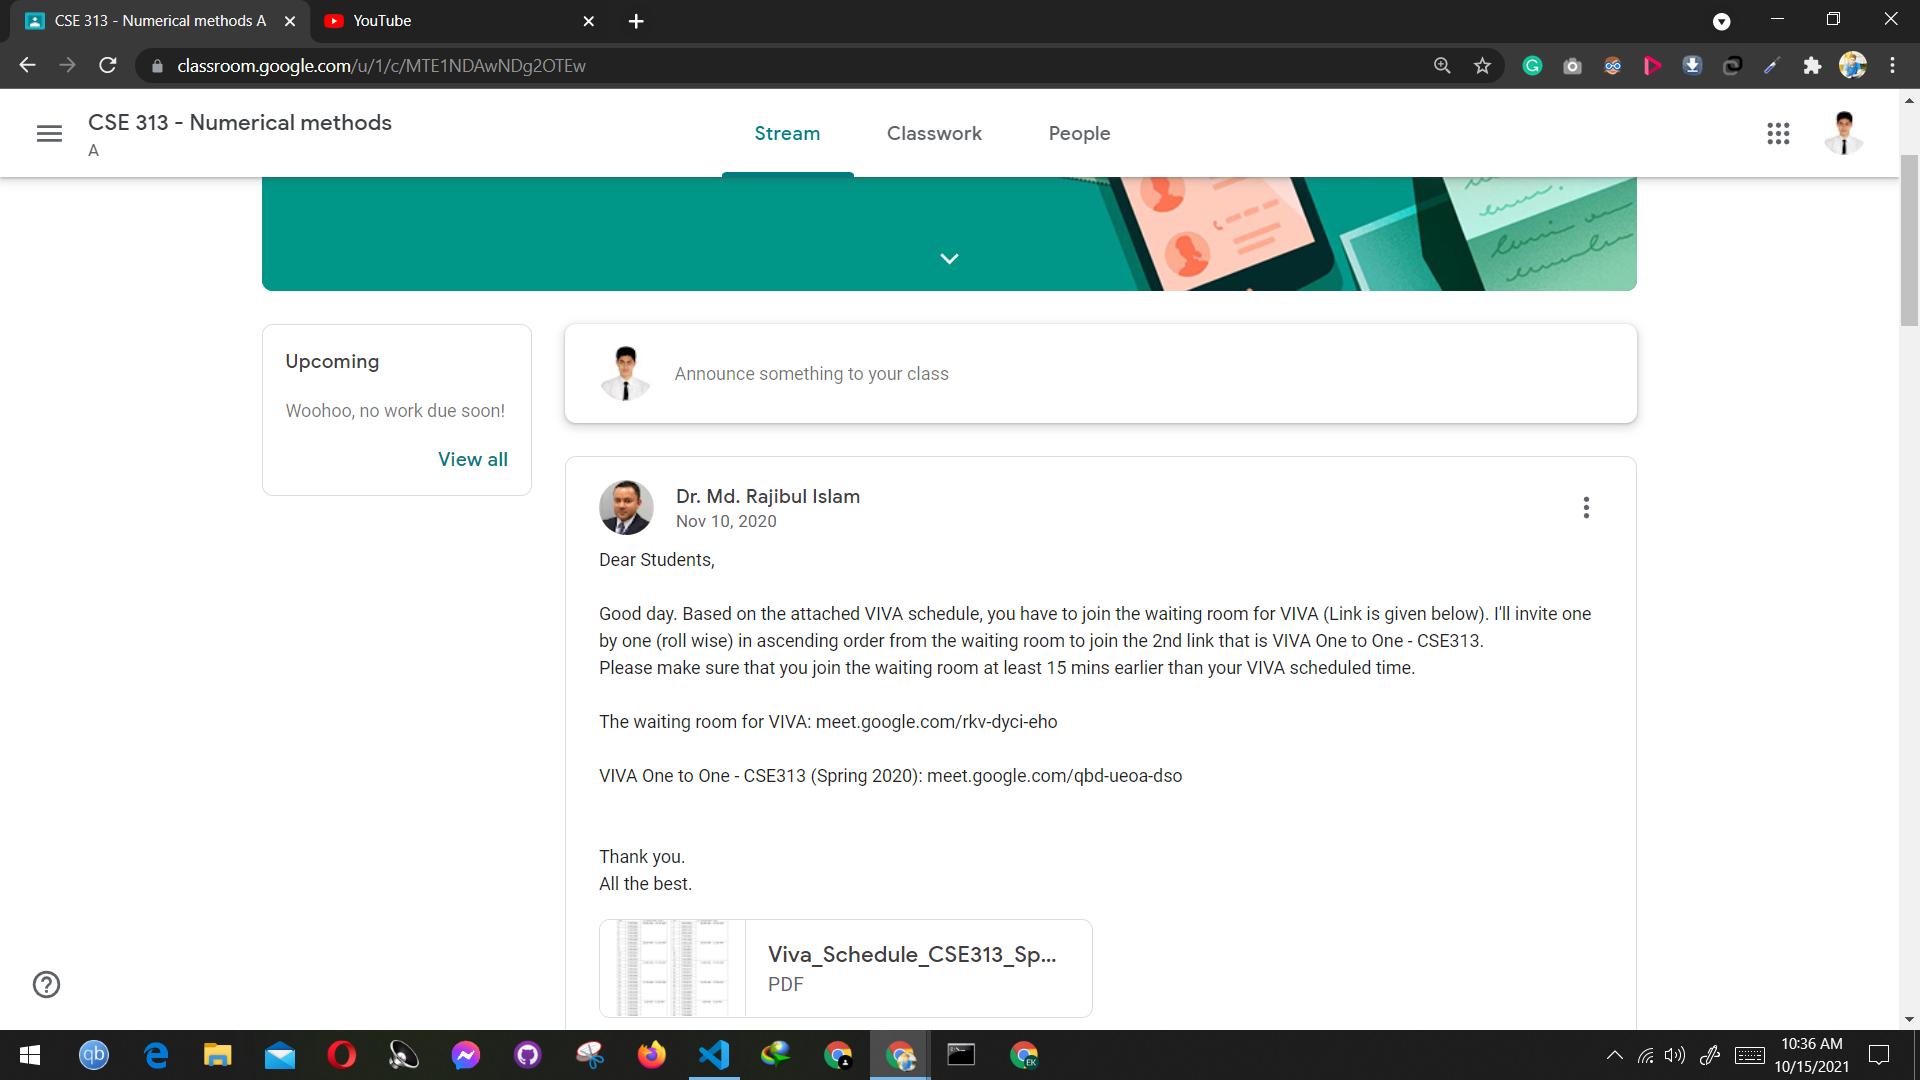 CSE 313 - Numerical methods A
YouTube
classroom.google.com/u/1/c/MTE1NDAwNDg2OTEw
CSE 313 - Numerical methods
A
Stream
Classwork
People
Upcoming
Woohoo, no work due soon!
View all
Announce something to your class
Dr. Md. Rajibul Islam
Nov 10, 2020
Dear Students,
Good day. Based on the attached VIVA schedule, you have to join the waiting room for VIVA (Link is given below). I'll invite one
by one (roll wise) in ascending order from the waiting room to join the 2nd link that is VIVA One to One - CSE313.
Please make sure that you join the waiting room at least 15 mins earlier than your VIVA scheduled time.
The waiting room for VIVA: meet.google.com/rkv-dyci-eho
VIVA One to One - CSE313 (Spring 2020): meet.google.com/qbd-ueoa-dso
Thank you.
All the best.
Viva_Schedule_CSE313_Sp...
PDF
qb
EK
10:36 AM
10/15/2021